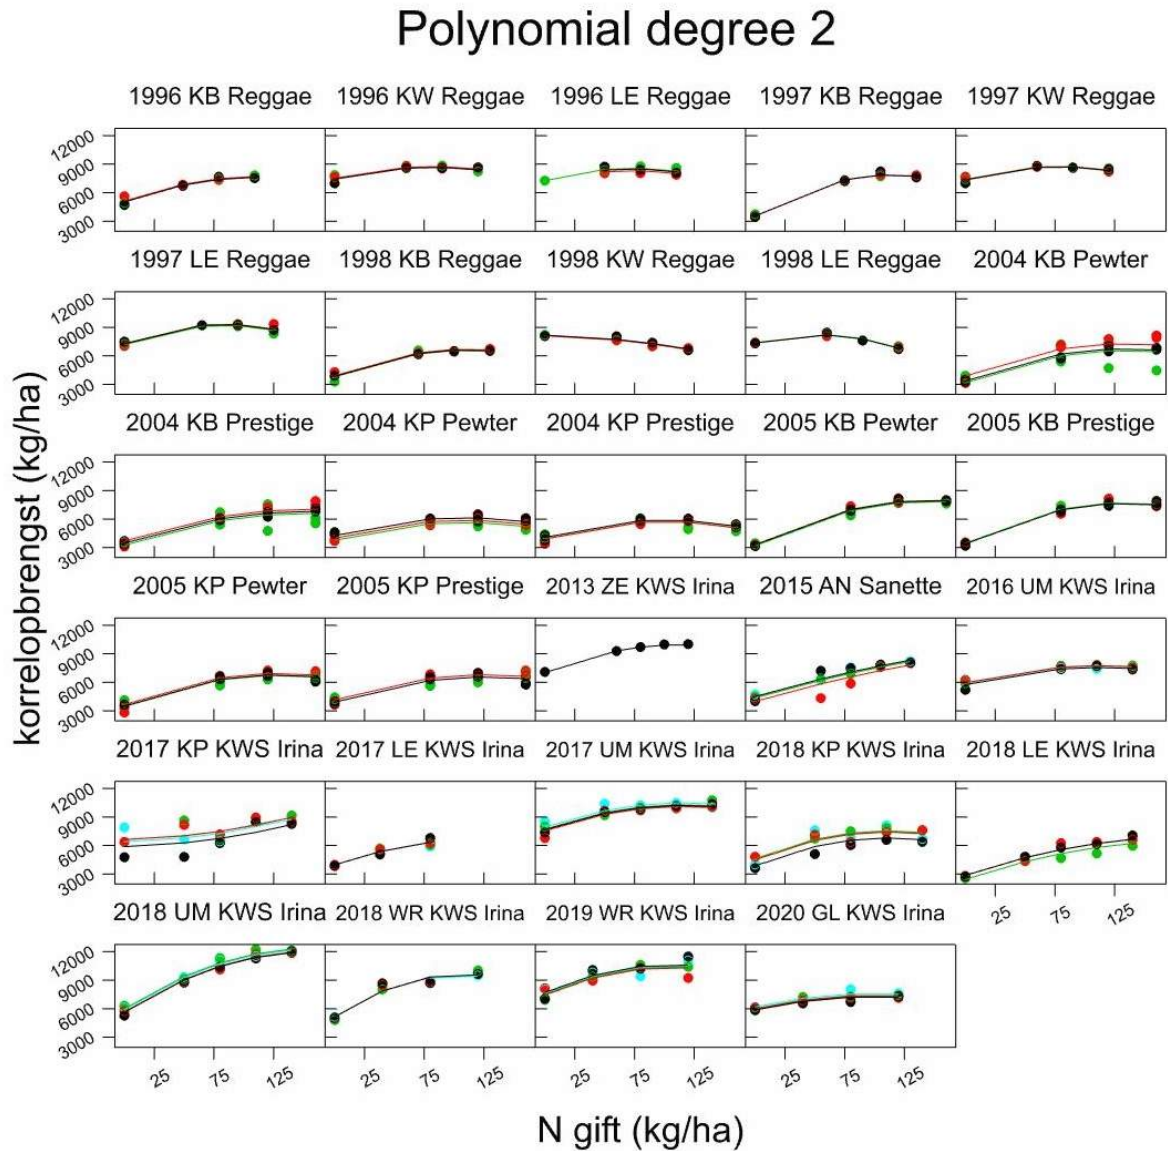 Polynomial degree 2
1996 KB Reggae 1996 KW Reggae 1996 LE Reggae 1997 KB Reggae 1997 KW Reggae
12000
9000
6000
3000
1997 LE Reggae 1998 KB Reggae 1998 KW Reggae 1998 LE Reggae 2004 KB Pewter
12000
9000
6000
3000
2004 KB Prestige 2004 KP Pewter 2004 KP Prestige 2005 KB Pewter 2005 KB Prestige
12000
9000
6000
3000
2005 KP Pewter 2005 KP Prestige 2013 ZE KWS Irina 2015 AN Sanette 2016 UM KWS Irina
12000
9000
6000
3000
2017 KP KWS Irina 2017 LE KWS Irina 2017 UM KWS Irina 2018 KP KWS Irina 2018 LE KWS Irina
12000
9000
6000
3000
25 75 125
2018 UM KWS Irina 2018 WR KWS Irina 2019 WR KWS Irina 2020 GL KWS Irina
12000
9000
6000
3000
25 75 125 25 75 125 25 75 125 25 75 125
korrelopbrengst (kg/ha)
N gift (kg/ha)